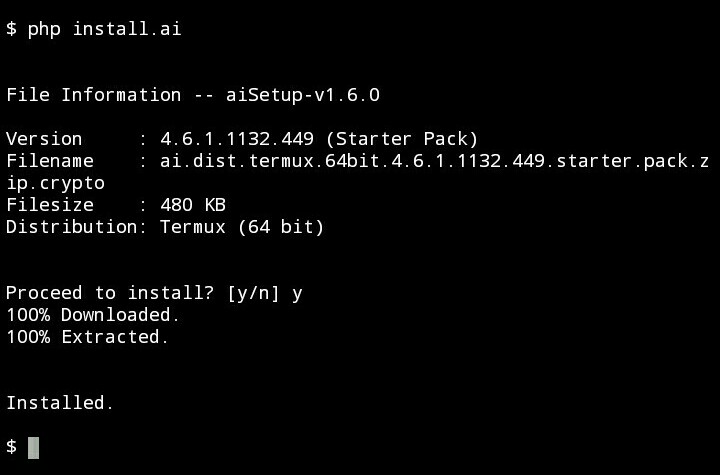 $ php install.ai
File Information -- aiSetup-v1.6.0
Version     : 4.6.1.1132.449 (Starter Pack)
Filename    : ai.dist.termux.64bit.4.6.1.1132.449.starter.pack.z
ip.crypto
Filesize    : 480 KB
Distribution: Termux (64 bit)
Proceed to install? [y/n] y
100% Downloaded.
100% Extracted.
Installed.
$